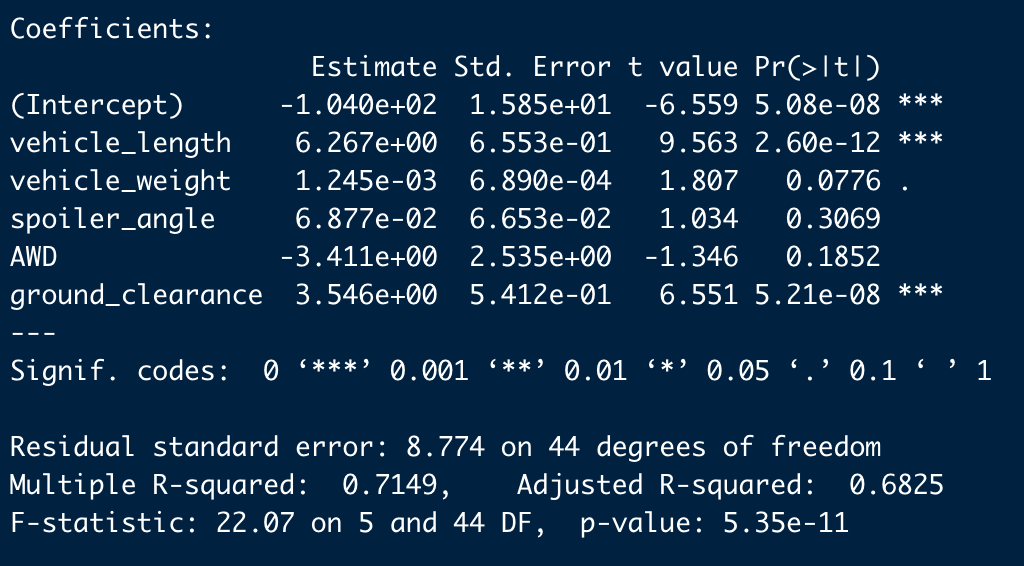 Coefficients:
Estimate Std. Error t value Pr(>|t|)
(Intercept) -1.040e+02 1.585e+01 -6.559 5.08e-08 ***
vehicle_length 6.267e+00 6.553e-01 9.563 2.60e-12 ***
vehicle_weight 1.245e-03 6.890e-04 1.807 0.0776 .
spoiler_angle 6.877e-02 6.653e-02 1.034 0.3069
AWD -3.411e+00 2.535e+00 -1.346 0.1852
ground_clearance 3.546e+00 5.412e-01 6.551 5.21e-08 ***
---
Signif. codes: 0 ‘***’ 0.001 ‘**’ 0.01 ‘*’ 0.05 ‘.’ 0.1 ‘ ’ 1
Residual standard error: 8.774 on 44 degrees of freedom
Multiple R-squared: 0.7149, Adjusted R-squared: 0.6825
F-statistic: 22.07 on 5 and 44 DF, p-value: 5.35e-11